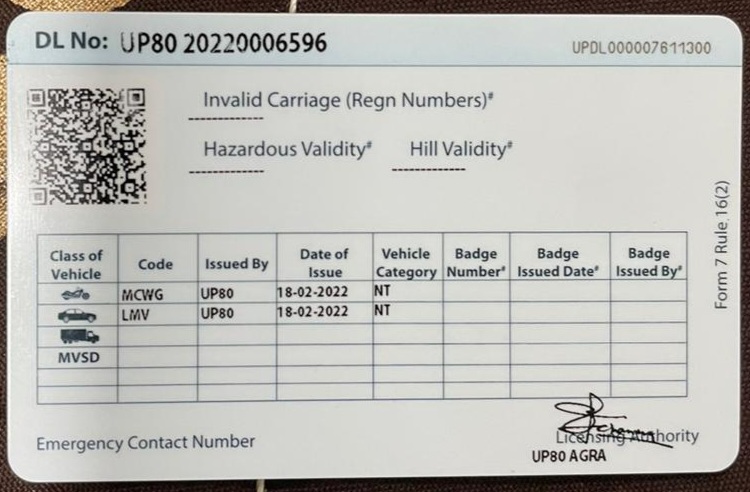 DL No: UP80 20220006596 UPDL000007611300
Invalid Carriage (Regn Numbers)#
Hazardous Validity# Hill Validity#
Form 7 Rule 16(2)
Class of Vehicle Code Issued By Date of Issue Vehicle Category Badge Number# Badge Issued Date# Badge Issued By#
MCWG UP80 18-02-2022 NT
LMV UP80 18-02-2022 NT
MVSD
Emergency Contact Number Licensing Authority
UP80 AGRA